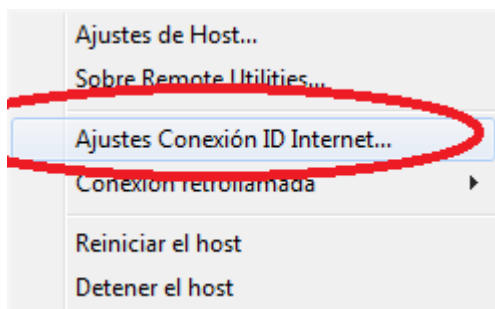 Ajustes de Host...
Sobre Remote Utilities...
Ajustes Conexión ID Internet...
Conexión retrollamada
Reiniciar el host
Detener el host